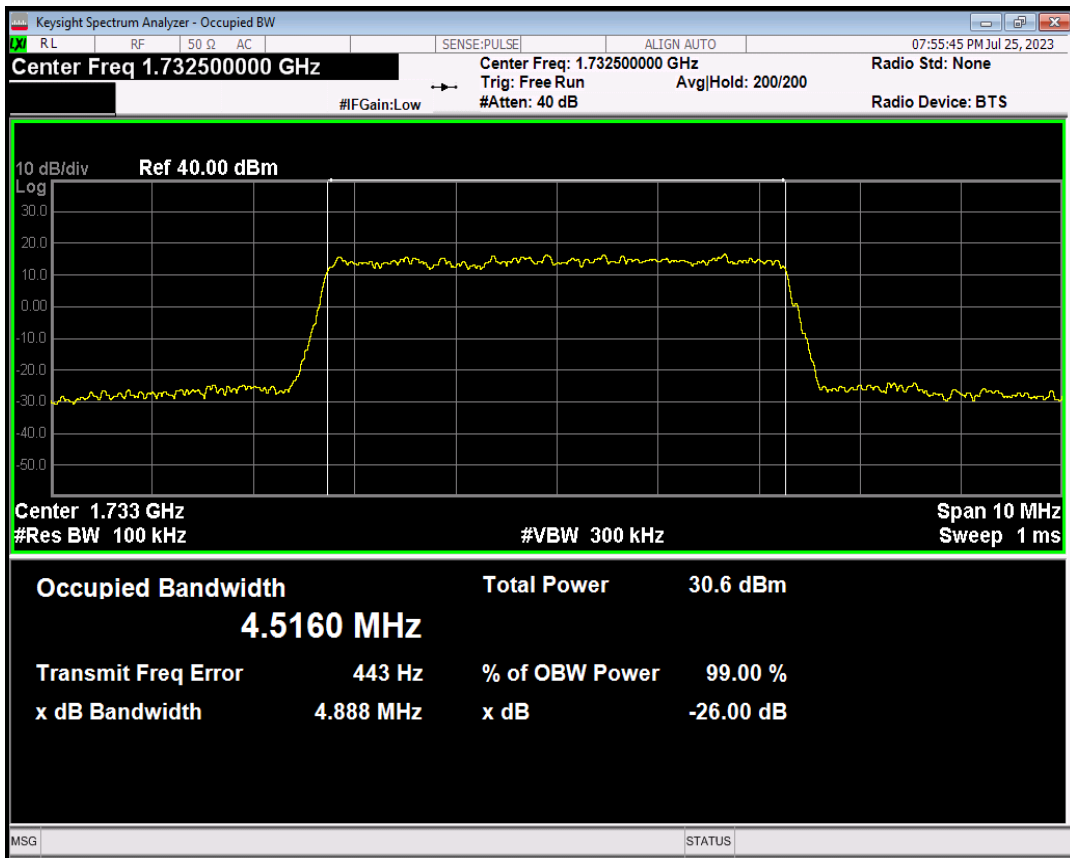 Keysight Spectrum Analyzer - Occupied BW
LXI RL RF 50 Ω AC SENSE:PULSE ALIGN AUTO 07:55:45 PM Jul 25, 2023
Center Freq 1.732500000 GHz Center Freq: 1.732500000 GHz Radio Std: None
Trig: Free Run Avg|Hold: 200/200
#IFGain:Low #Atten: 40 dB Radio Device: BTS
10 dB/div Ref 40.00 dBm
Log
30.0
20.0
10.0
0.00
-10.0
-20.0
-30.0
-40.0
-50.0
Center 1.733 GHz Span 10 MHz
#Res BW 100 kHz #VBW 300 kHz Sweep 1 ms
Occupied Bandwidth Total Power 30.6 dBm
4.5160 MHz
Transmit Freq Error 443 Hz % of OBW Power 99.00 %
x dB Bandwidth 4.888 MHz x dB -26.00 dB
MSG STATUS